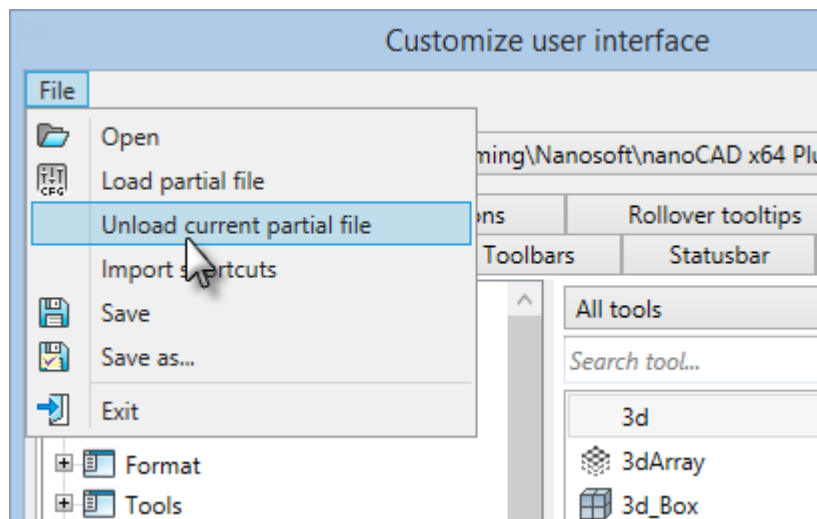 Customize user interface
File
Open
ming\Nanosoft\nanoCAD x64 Plu
Load partial file
Unload current partial file
ons
Rollover tooltips
Toolbars
Statusbar
Import shortcuts
Save
All tools
Save as...
Search tool...
Exit
3d
Format
3dArray
Tools
3d_Box